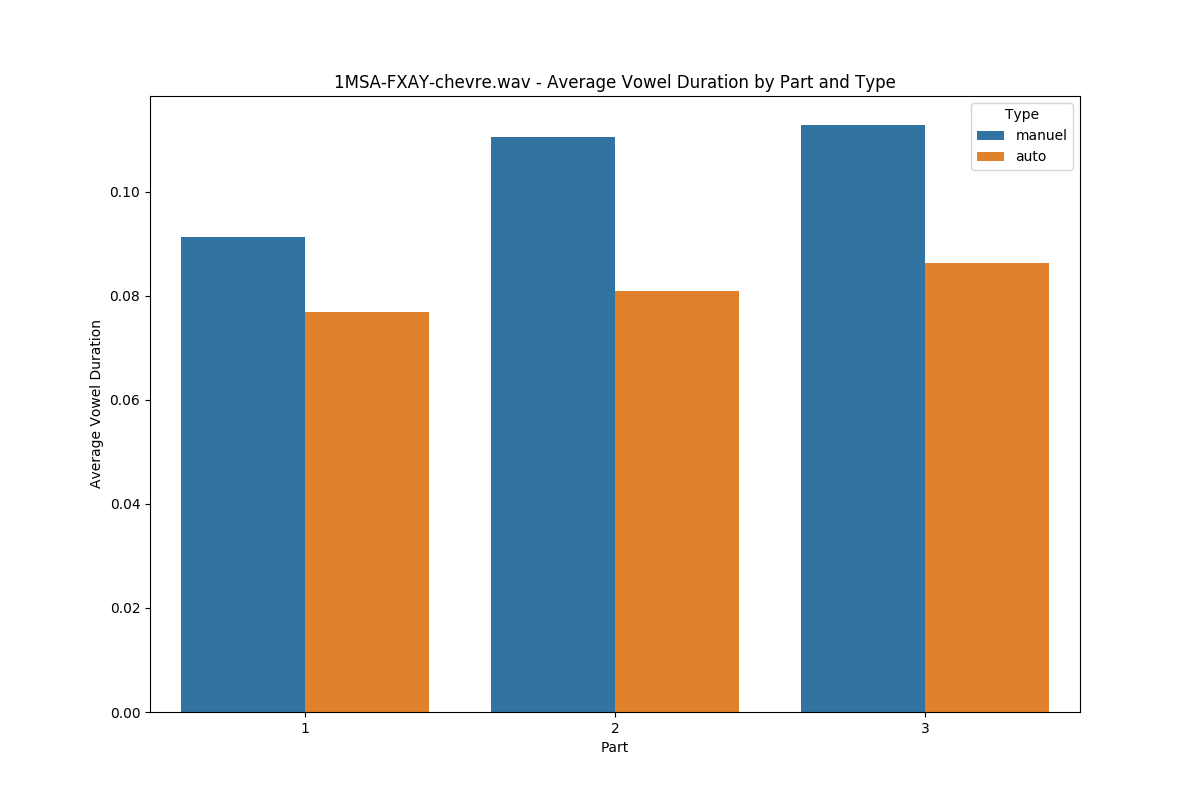 1MSA-FXAY-chevre.wav - Average Vowel Duration by Part and Type
Type
manuel
auto
0.10
0.08
0.06
0.04
0.02
0.00
Average Vowel Duration
1
2
3
Part